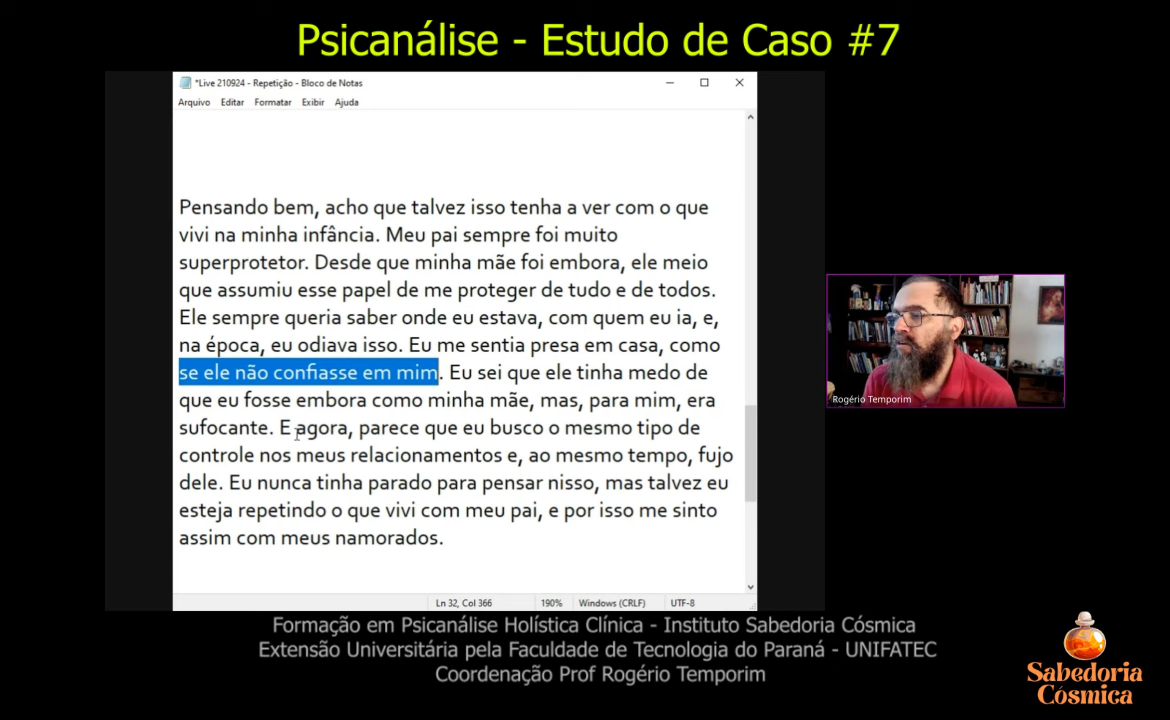 Psicanálise - Estudo de Caso #7
*Live 210924 - Repetição - Bloco de Notas
Arquivo Editar Formatar Exibir Ajuda
Pensando bem, acho que talvez isso tenha a ver com o que
vivi na minha infância. Meu pai sempre foi muito
superprotetor. Desde que minha mãe foi embora, ele meio
que assumiu esse papel de me proteger de tudo e de todos.
Ele sempre queria saber onde eu estava, com quem eu ia, e,
na época, eu odiava isso. Eu me sentia presa em casa, como
se ele não confiasse em mim. Eu sei que ele tinha medo de
que eu fosse embora como minha mãe, mas, para mim, era
sufocante. E agora, parece que eu busco o mesmo tipo de
controle nos meus relacionamentos e, ao mesmo tempo, fujo
dele. Eu nunca tinha parado para pensar nisso, mas talvez eu
esteja repetindo o que vivi com meu pai, e por isso me sinto
assim com meus namorados.
Ln 32, Col 366 190% Windows (CRLF) UTF-8
Rogério Temporim
Formação em Psicanálise Holística Clínica - Instituto Sabedoria Cósmica
Extensão Universitária pela Faculdade de Tecnologia do Paraná - UNIFATEC
Coordenação Prof Rogério Temporim
Sabedoria
Cósmica